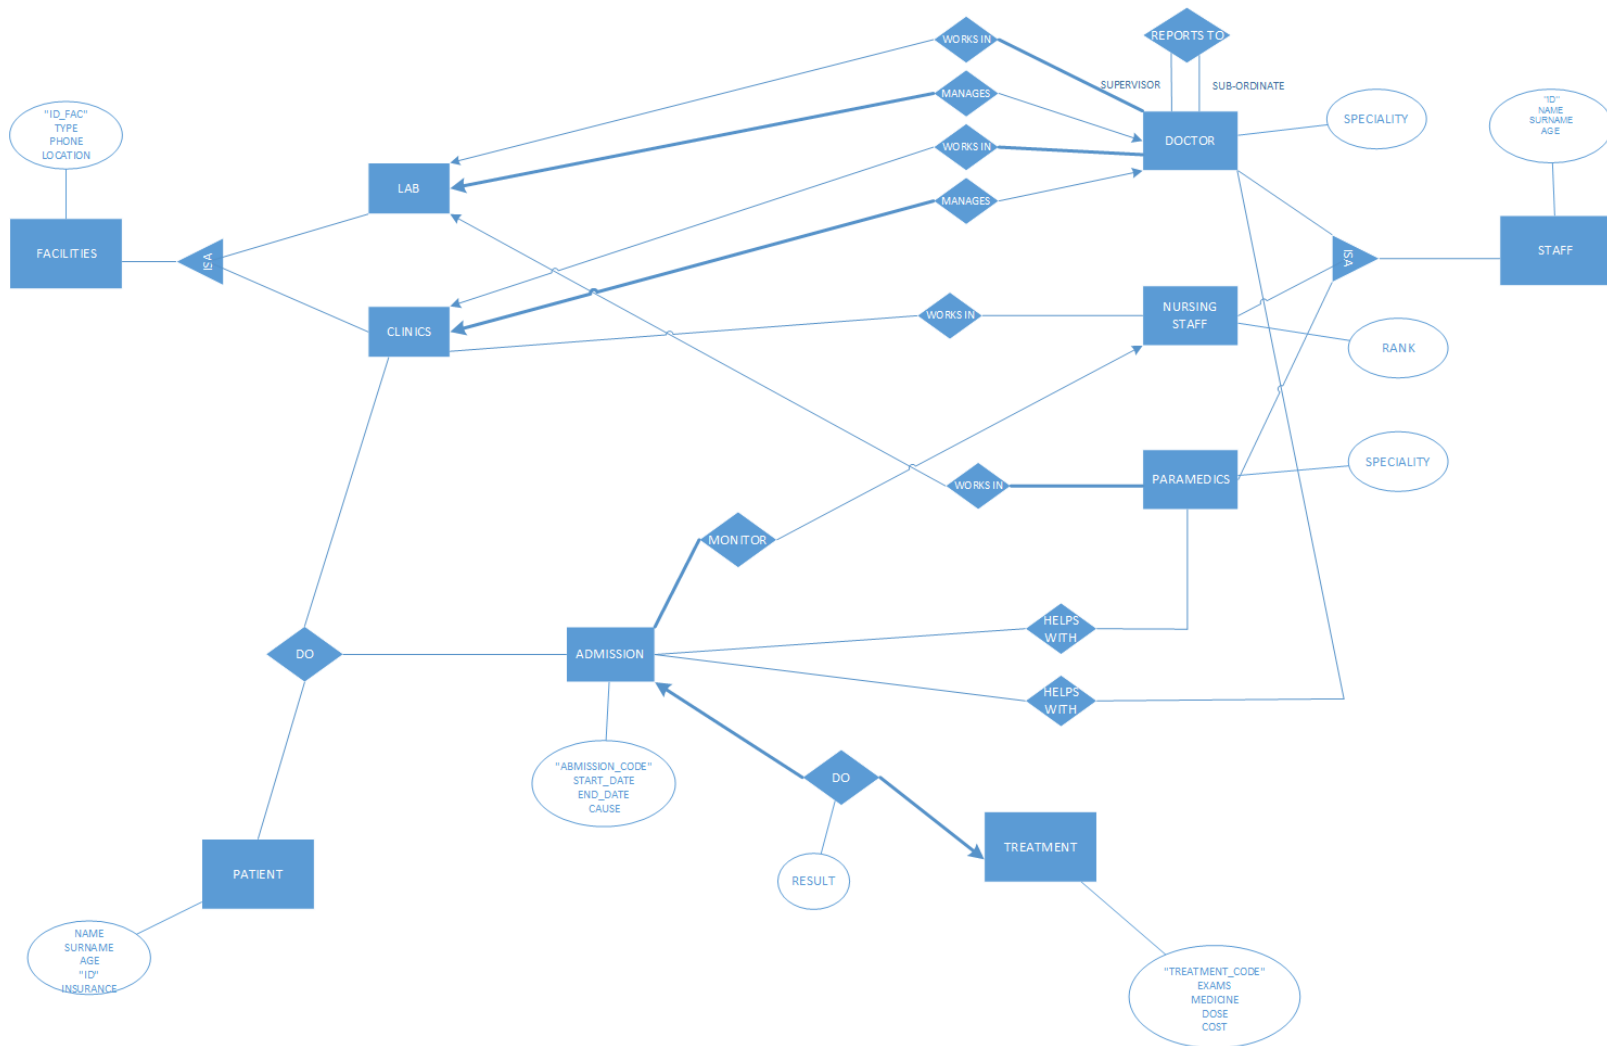 WORKS IN
REPORTS TO
SUPERVISOR
SUB-ORDINATE
MANAGES
"ID_FAC"
TYPE
PHONE
LOCATION
SPECIALITY
"ID"
NAME
SURNAME
AGE
DOCTOR
WORKS IN
LAB
MANAGES
FACILITIES
ISA
ISA
STAFF
CLINICS
WORKS IN
NURSING
STAFF
RANK
SPECIALITY
WORKS IN
PARAMEDICS
MONITOR
HELPS
WITH
DO
ADMISSION
HELPS
WITH
"ABMISSION_CODE"
START_DATE
END_DATE
CAUSE
DO
TREATMENT
PATIENT
RESULT
NAME
SURNAME
AGE
"ID"
INSURANCE
"TREATMENT_CODE"
EXAMS
MEDICINE
DOSE
COST